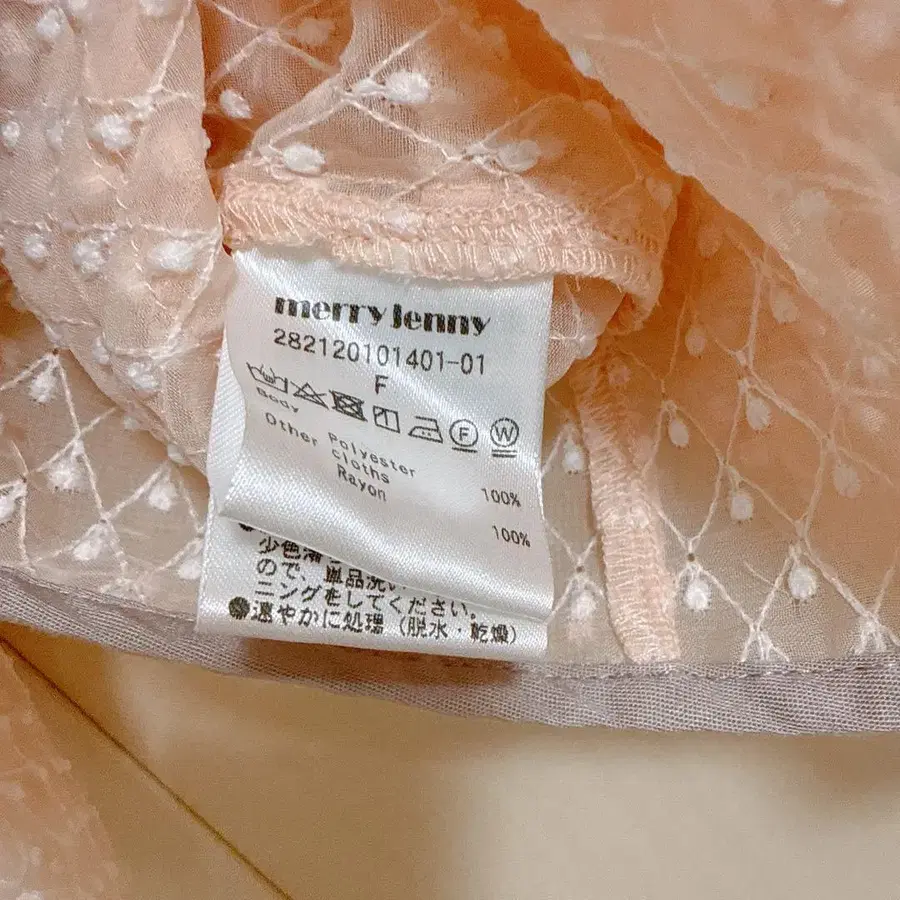 merry jenny
282120101401-01
F
F W
Body
Other Polyester 100%
cloths
Rayon 100%
少色
ので、単品洗い
ニングをしてください。
速やかに処理（脱水・乾燥）